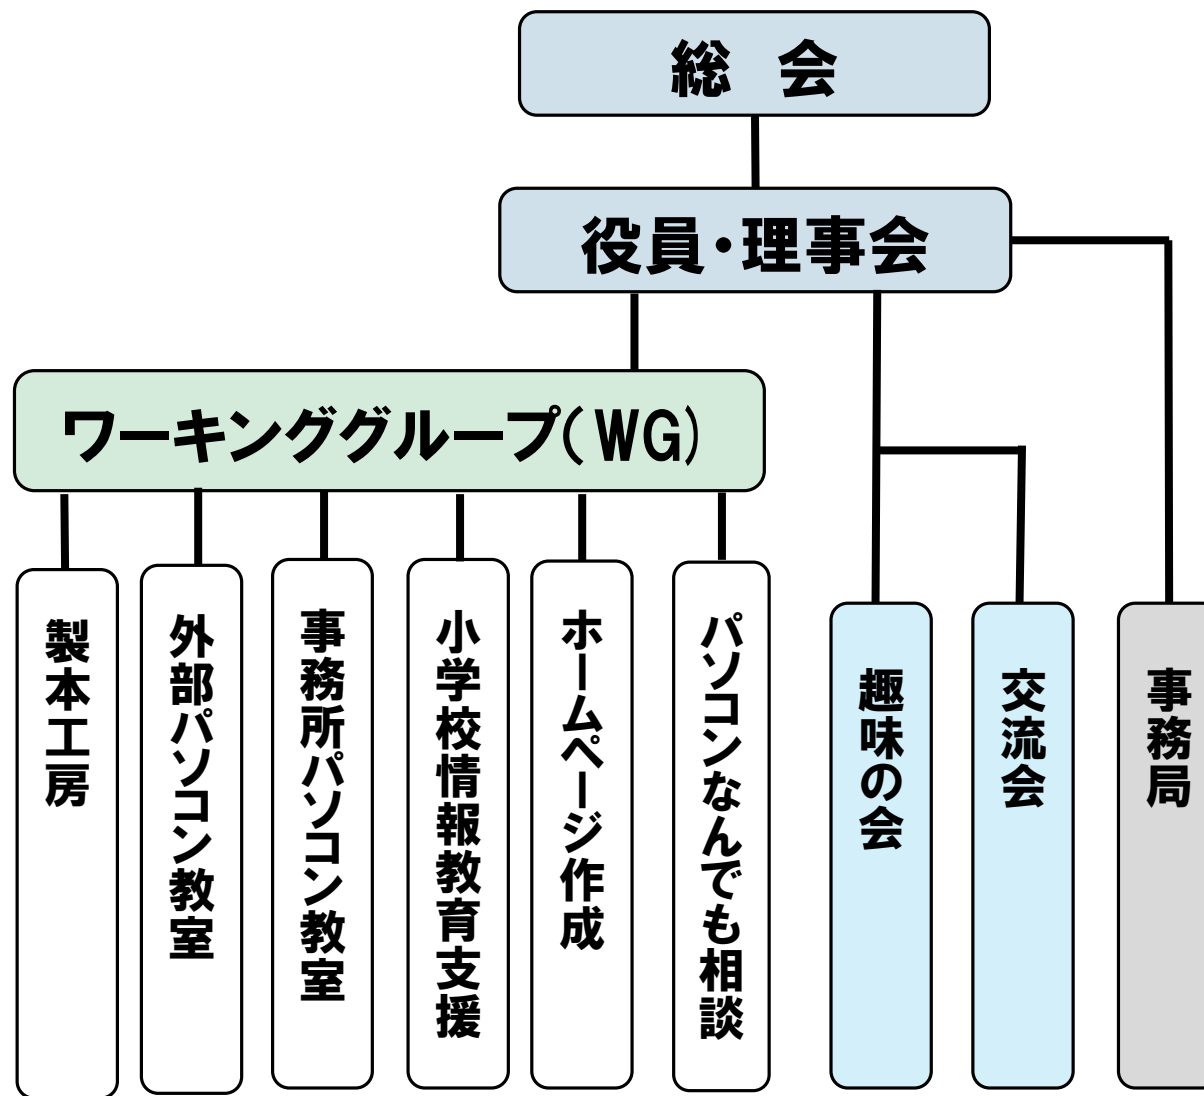 総　会
役員・理事会
ワーキンググループ(WG)
製本工房
外部パソコン教室
事務所パソコン教室
小学校情報教育支援
ホームページ作成
パソコンなんでも相談
趣味の会
交流会
事務局